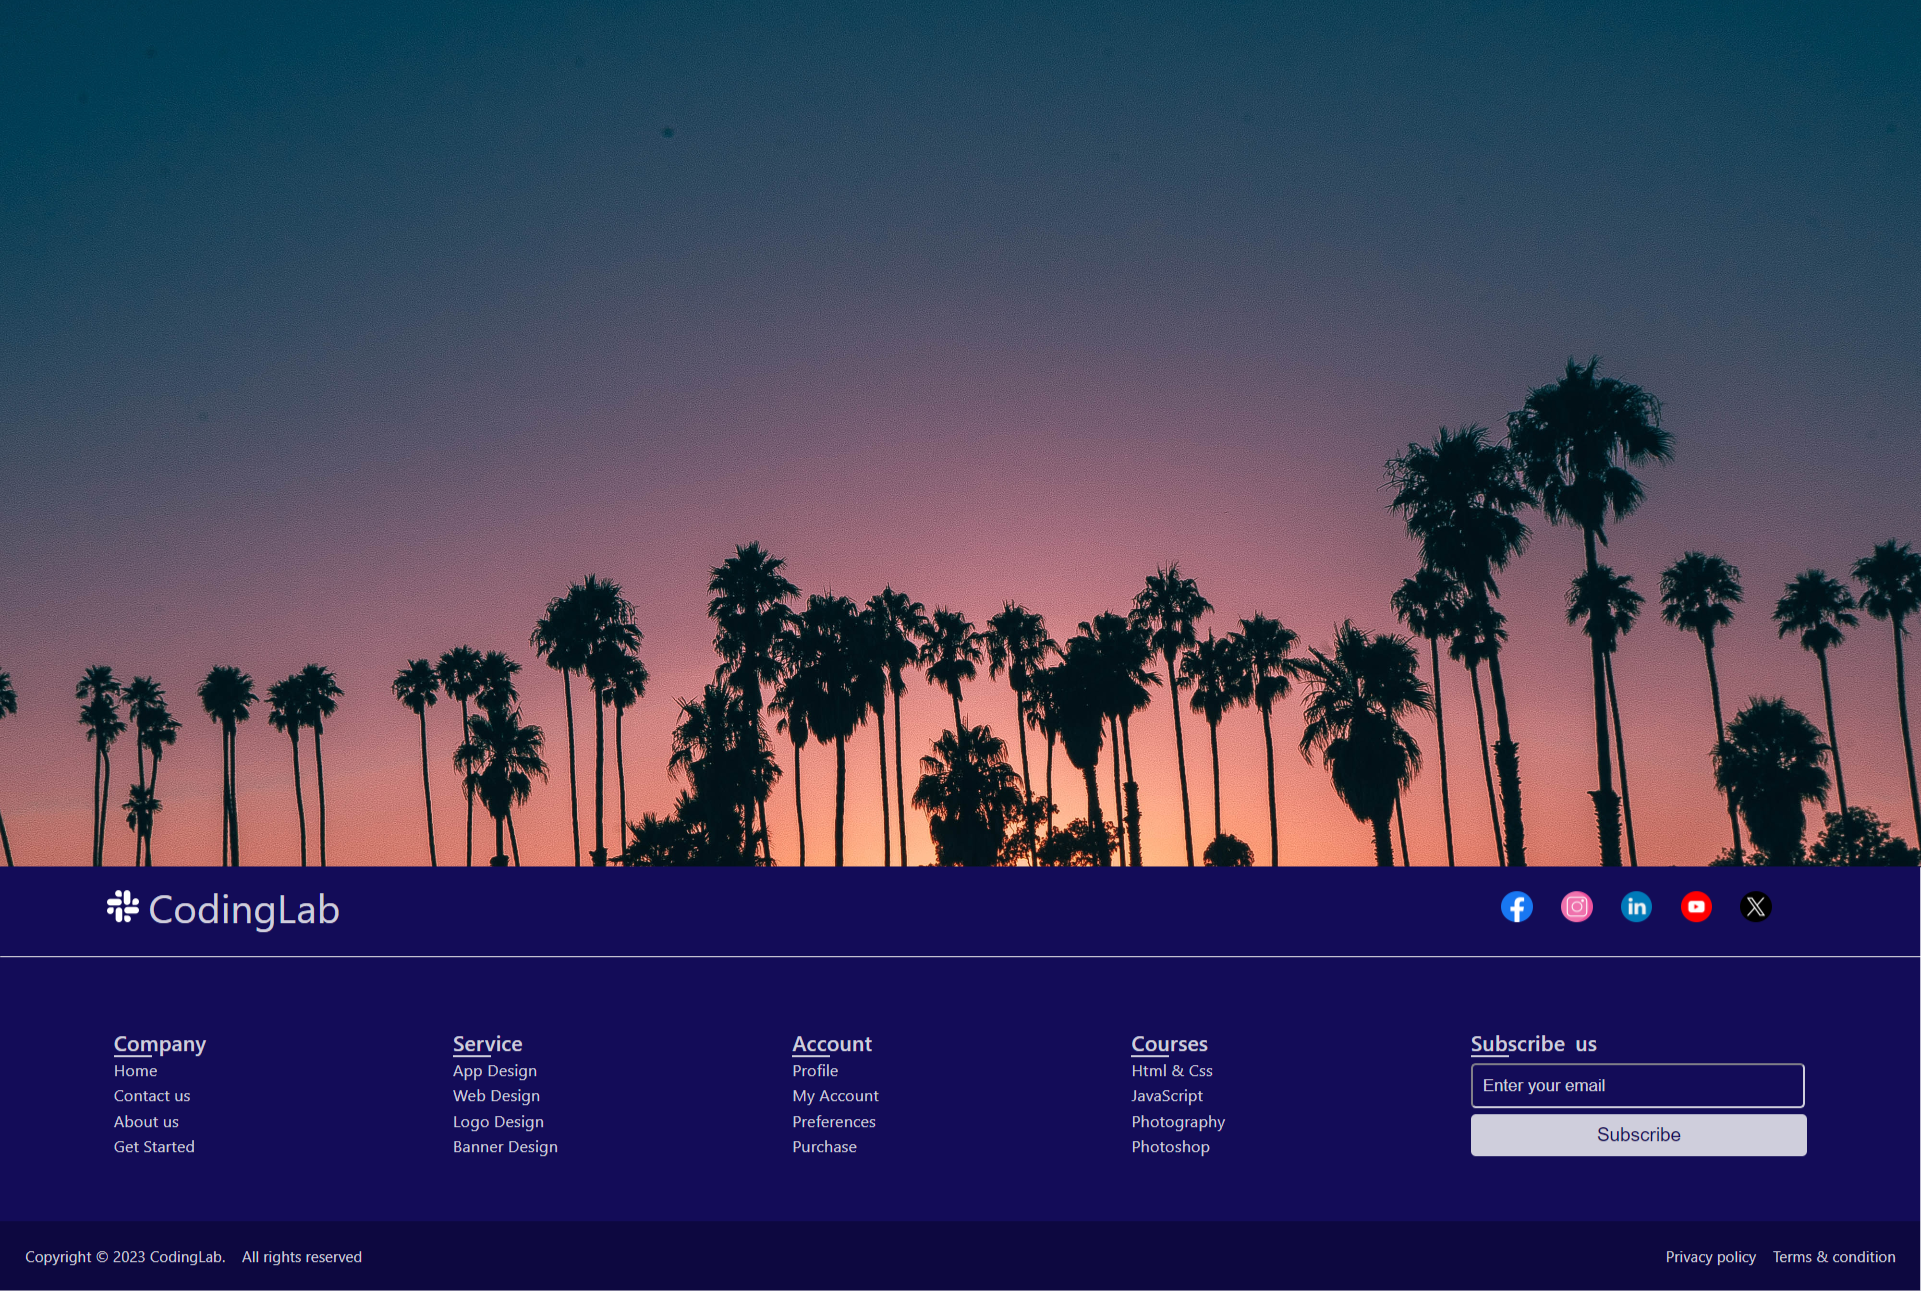 CodingLab
Company
Home
Contact us
About us
Get Started
Service
App Design
Web Design
Logo Design
Banner Design
Account
Profile
My Account
Preferences
Purchase
Courses
Html & Css
JavaScript
Photography
Photoshop
Subscribe us
Enter your email
Subscribe
Copyright © 2023 CodingLab. All rights reserved
Privacy policy Terms & condition